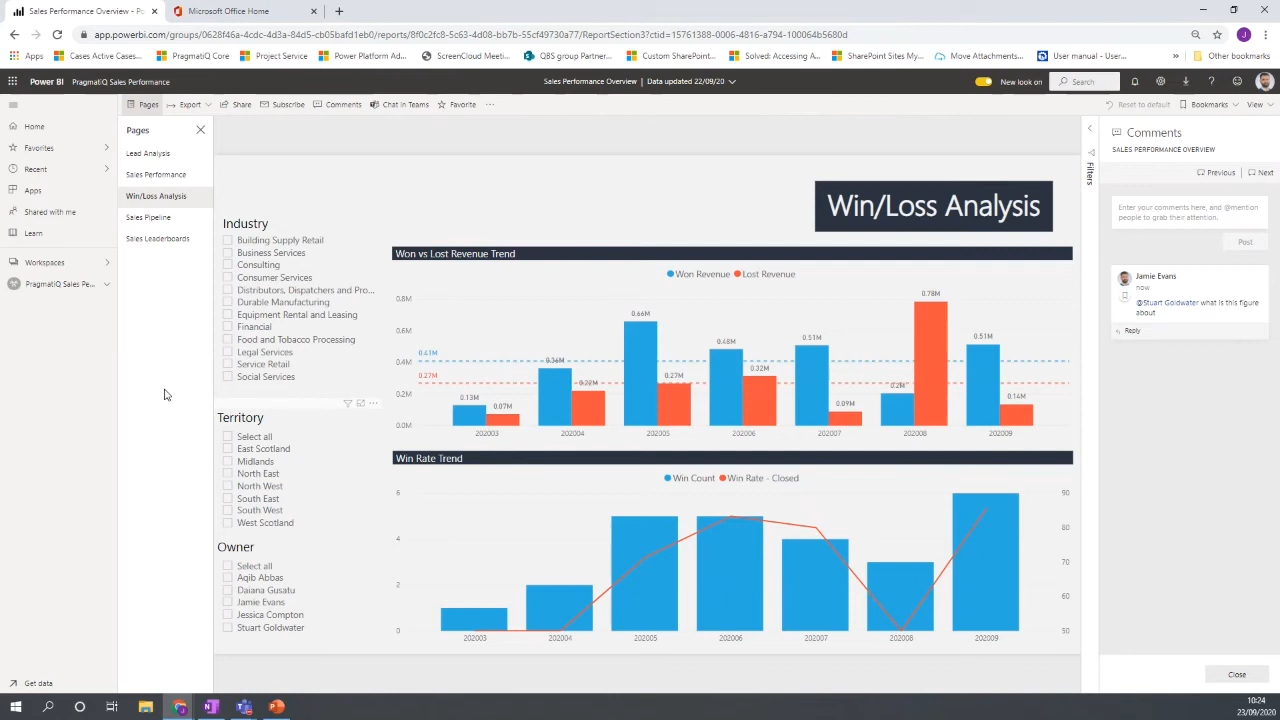 Sales Performance Overview - Po
Microsoft Office Home
app.powerbi.com/groups/0628f46a-4cdc-4d3a-84d5-cb05bafd1eb0/reports/8f0c2fc8-5c63-4d08-bb7b-55cf49730a77/ReportSection3?ctid=15761388-0006-4816-a794-100064b5680d
Apps
Cases Active Cases...
PragmatiQ Core
Project Service
Power Platform Ad...
ScreenCloud Meeti...
QBS group Partner...
Custom SharePoint...
Solved: Accessing A...
SharePoint Sites My...
Move Attachments...
User manual - User...
Other bookmarks
Power BI PragmatiQ Sales Performance
Sales Performance Overview | Data updated 22/09/20
New look on
Search
Pages
Export
Share
Subscribe
Comments
Chat in Teams
Favorite
Reset to default
Bookmarks
View
Home
Favorites
Recent
Apps
Shared with me
Learn
Workspaces
PragmatiQ Sales Pe...
Get data
Pages
Lead Analysis
Sales Performance
Win/Loss Analysis
Sales Pipeline
Sales Leaderboards
Win/Loss Analysis
Industry
Building Supply Retail
Business Services
Consulting
Consumer Services
Distributors, Dispatchers and Pro...
Durable Manufacturing
Equipment Rental and Leasing
Financial
Food and Tobacco Processing
Legal Services
Service Retail
Social Services
Territory
Select all
East Scotland
Midlands
North East
North West
South East
South West
West Scotland
Owner
Select all
Aqib Abbas
Daiana Gusatu
Jamie Evans
Jessica Compton
Stuart Goldwater
Won vs Lost Revenue Trend
Won Revenue Lost Revenue
0.8M
0.6M
0.4M
0.2M
0.0M
0.41M
0.27M
0.13M
0.07M
0.36M
0.22M
0.66M
0.27M
0.48M
0.32M
0.51M
0.09M
0.2M
0.78M
0.51M
0.14M
202003 202004 202005 202006 202007 202008 202009
Win Rate Trend
Win Count Win Rate - Closed
6
4
2
0
90
80
70
60
50
202003 202004 202005 202006 202007 202008 202009
Filters
Comments
SALES PERFORMANCE OVERVIEW
Previous
Next
Enter your comments here, and @mention
people to grab their attention.
Post
Jamie Evans
now
@Stuart Goldwater what is this figure
about
Reply
Close
10:24
23/09/2020